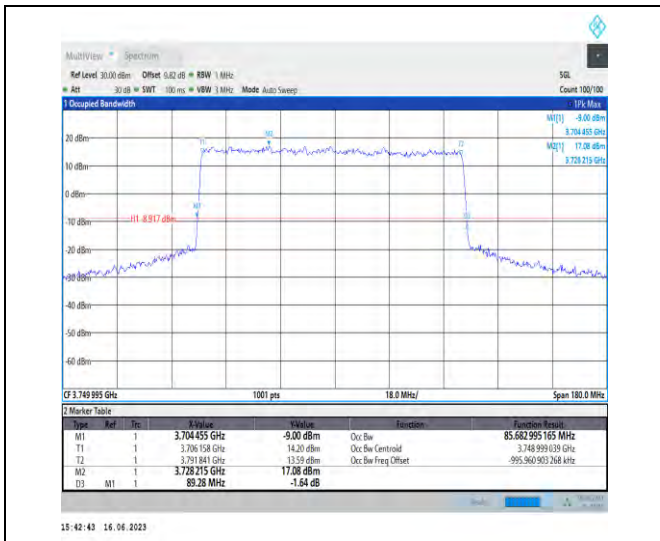 MultiView Spectrum
Ref Level 30.00 dBm Offset 9.82 dB RBW 1 MHz SGL
Att 30 dB SWT 100 ms VBW 3 MHz Mode Auto Sweep Count 100/100
1 Occupied Bandwidth 1Pk Max
M1[1] -9.00 dBm
3.704 455 GHz
M2[1] 17.08 dBm
3.728 215 GHz
20 dBm
T1 M2 T2
10 dBm
0 dBm
M1
H1 -8.917 dBm
-10 dBm
-20 dBm
-30 dBm
-40 dBm
-50 dBm
-60 dBm
CF 3.749 995 GHz 1001 pts 18.0 MHz/ Span 180.0 MHz
2 Marker Table
Type Ref Trc X-Value Y-Value Function Function Result
M1 1 3.704 455 GHz -9.00 dBm Occ Bw 85.682 995 165 MHz
T1 1 3.706 158 GHz 14.20 dBm Occ Bw Centroid 3.748 999 039 GHz
T2 1 3.791 841 GHz 13.59 dBm Occ Bw Freq Offset -995.960 903 268 kHz
M2 1 3.728 215 GHz 17.08 dBm
D3 M1 1 89.28 MHz -1.64 dB
15:42:43 16.06.2023